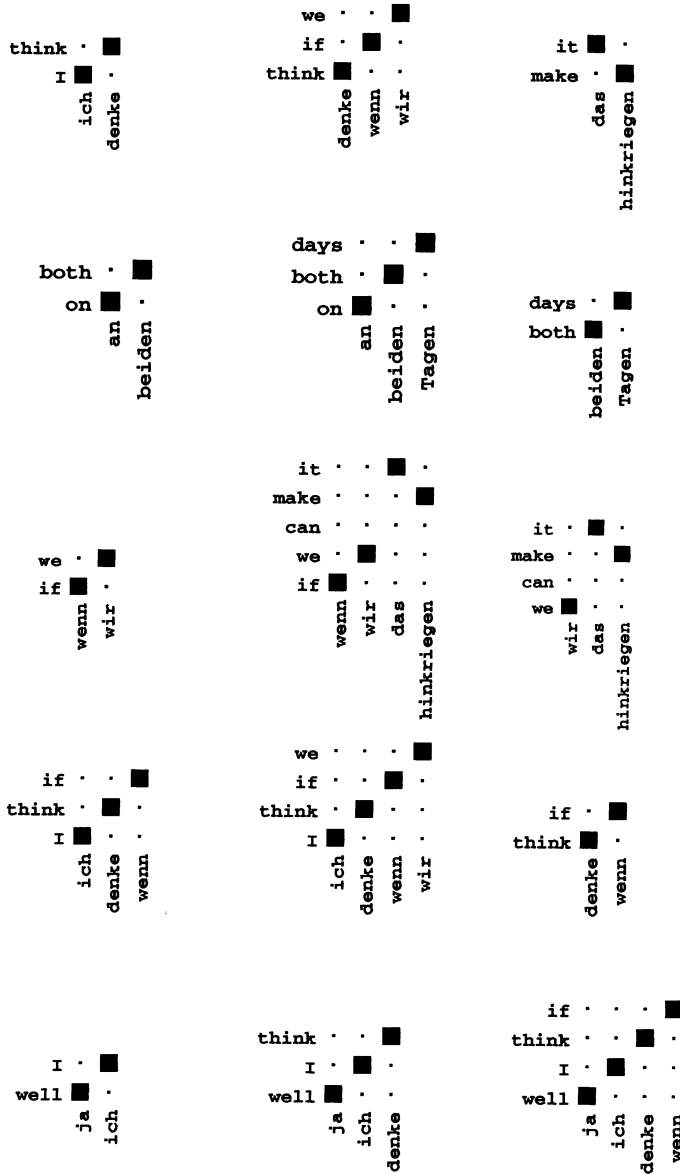 think
I
ich
denke
we
if
think
denke
wenn
wir
it
make
das
hinkriegen
both
on
an
beiden
days
both
on
an
beiden
Tagen
days
both
beiden
Tagen
we
if
wenn
wir
it
make
can
we
if
wenn
wir
das
hinkriegen
it
make
can
we
wir
das
hinkriegen
if
think
I
ich
denke
wenn
we
if
think
I
ich
denke
wenn
wir
if
think
denke
wenn
I
well
ja
ich
think
I
well
ja
ich
denke
if
think
I
well
ja
ich
denke
wenn